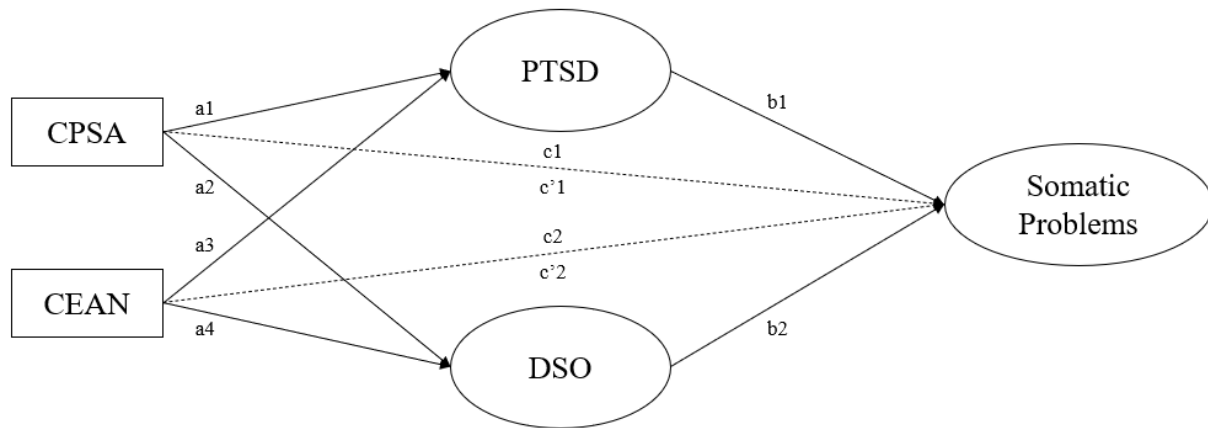 PTSD
a1
b1
CPSA
c1
c’1
a2
Somatic
Problems
a3
c2
c’2
CEAN
a4
b2
DSO